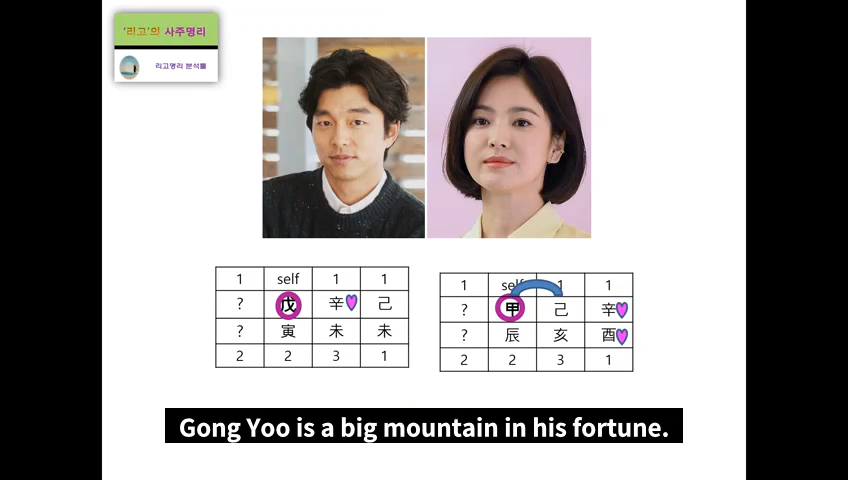 '리고'의 사주명리
리고명리 분석틀
1 self 1 1
? 戊 辛 己
? 寅 未 未
2 2 3 1
1 self 1 1
? 甲 己 辛
? 辰 亥 酉
2 2 3 1
Gong Yoo is a big mountain in his fortune.